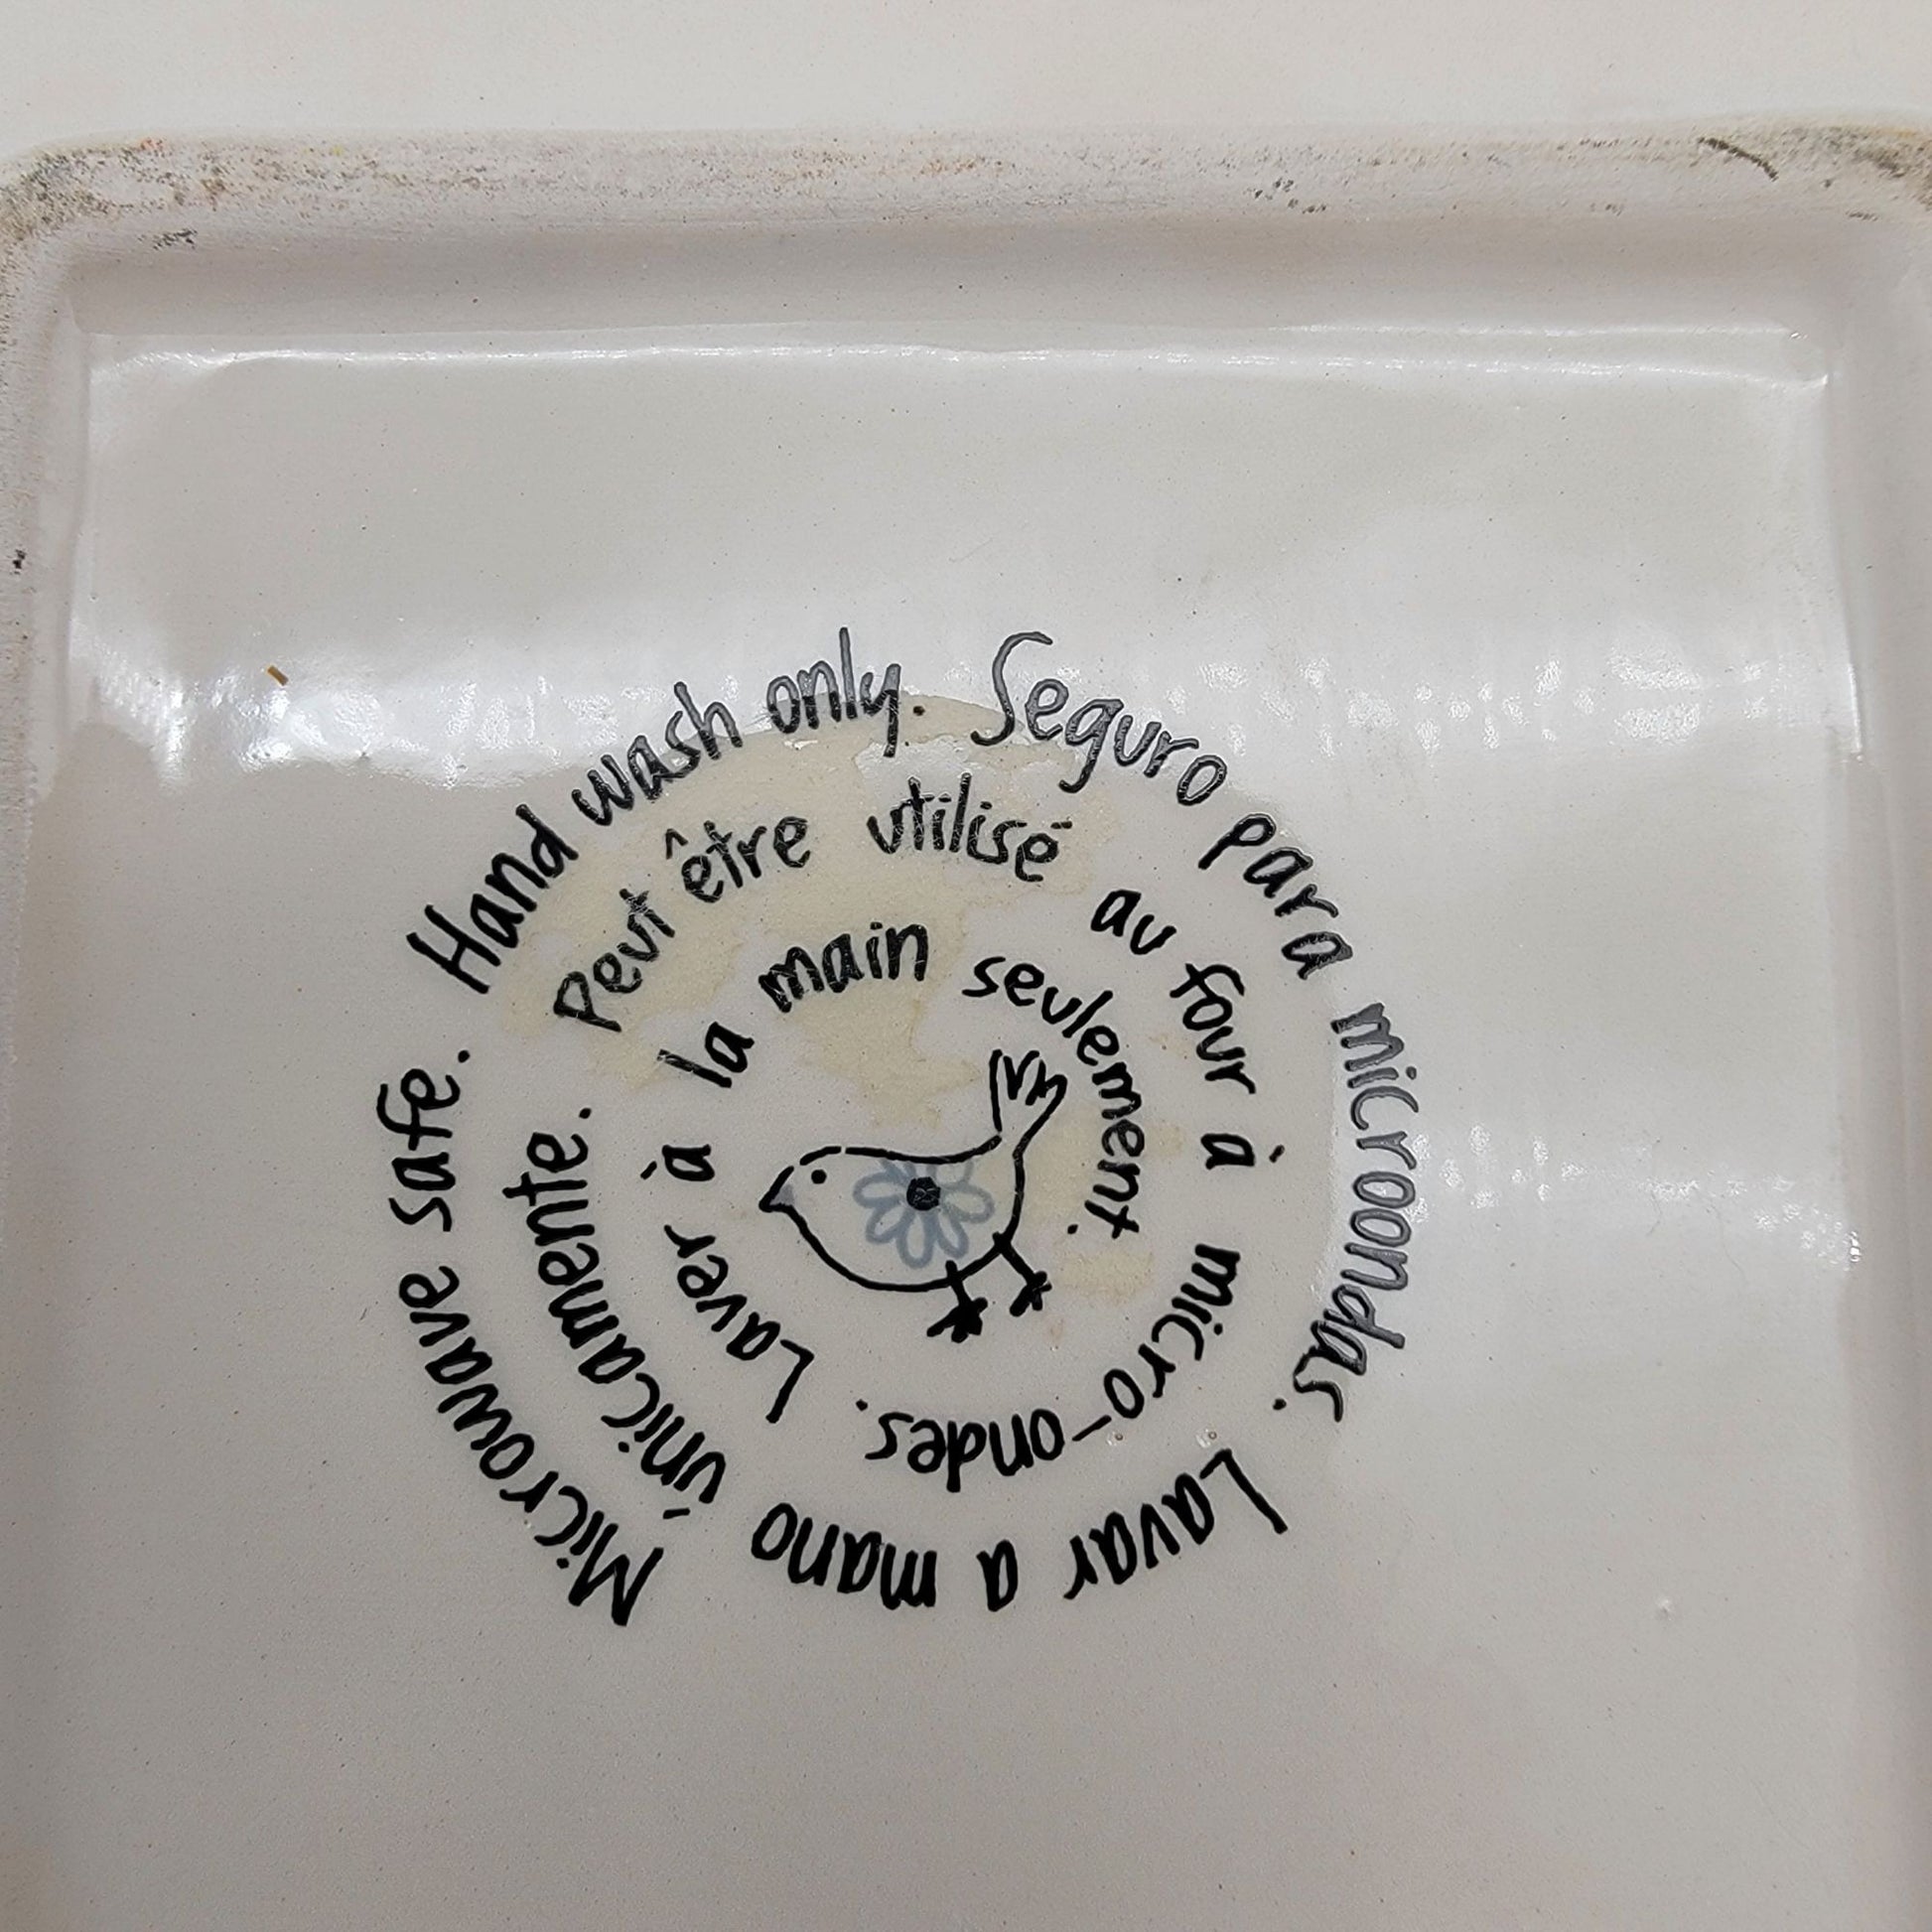 Microwave safe. Hand wash only. Seguro para microondas. Lavar a mano únicamente. Peut être utilisé au four à micro-ondes. Laver à la main seulement.